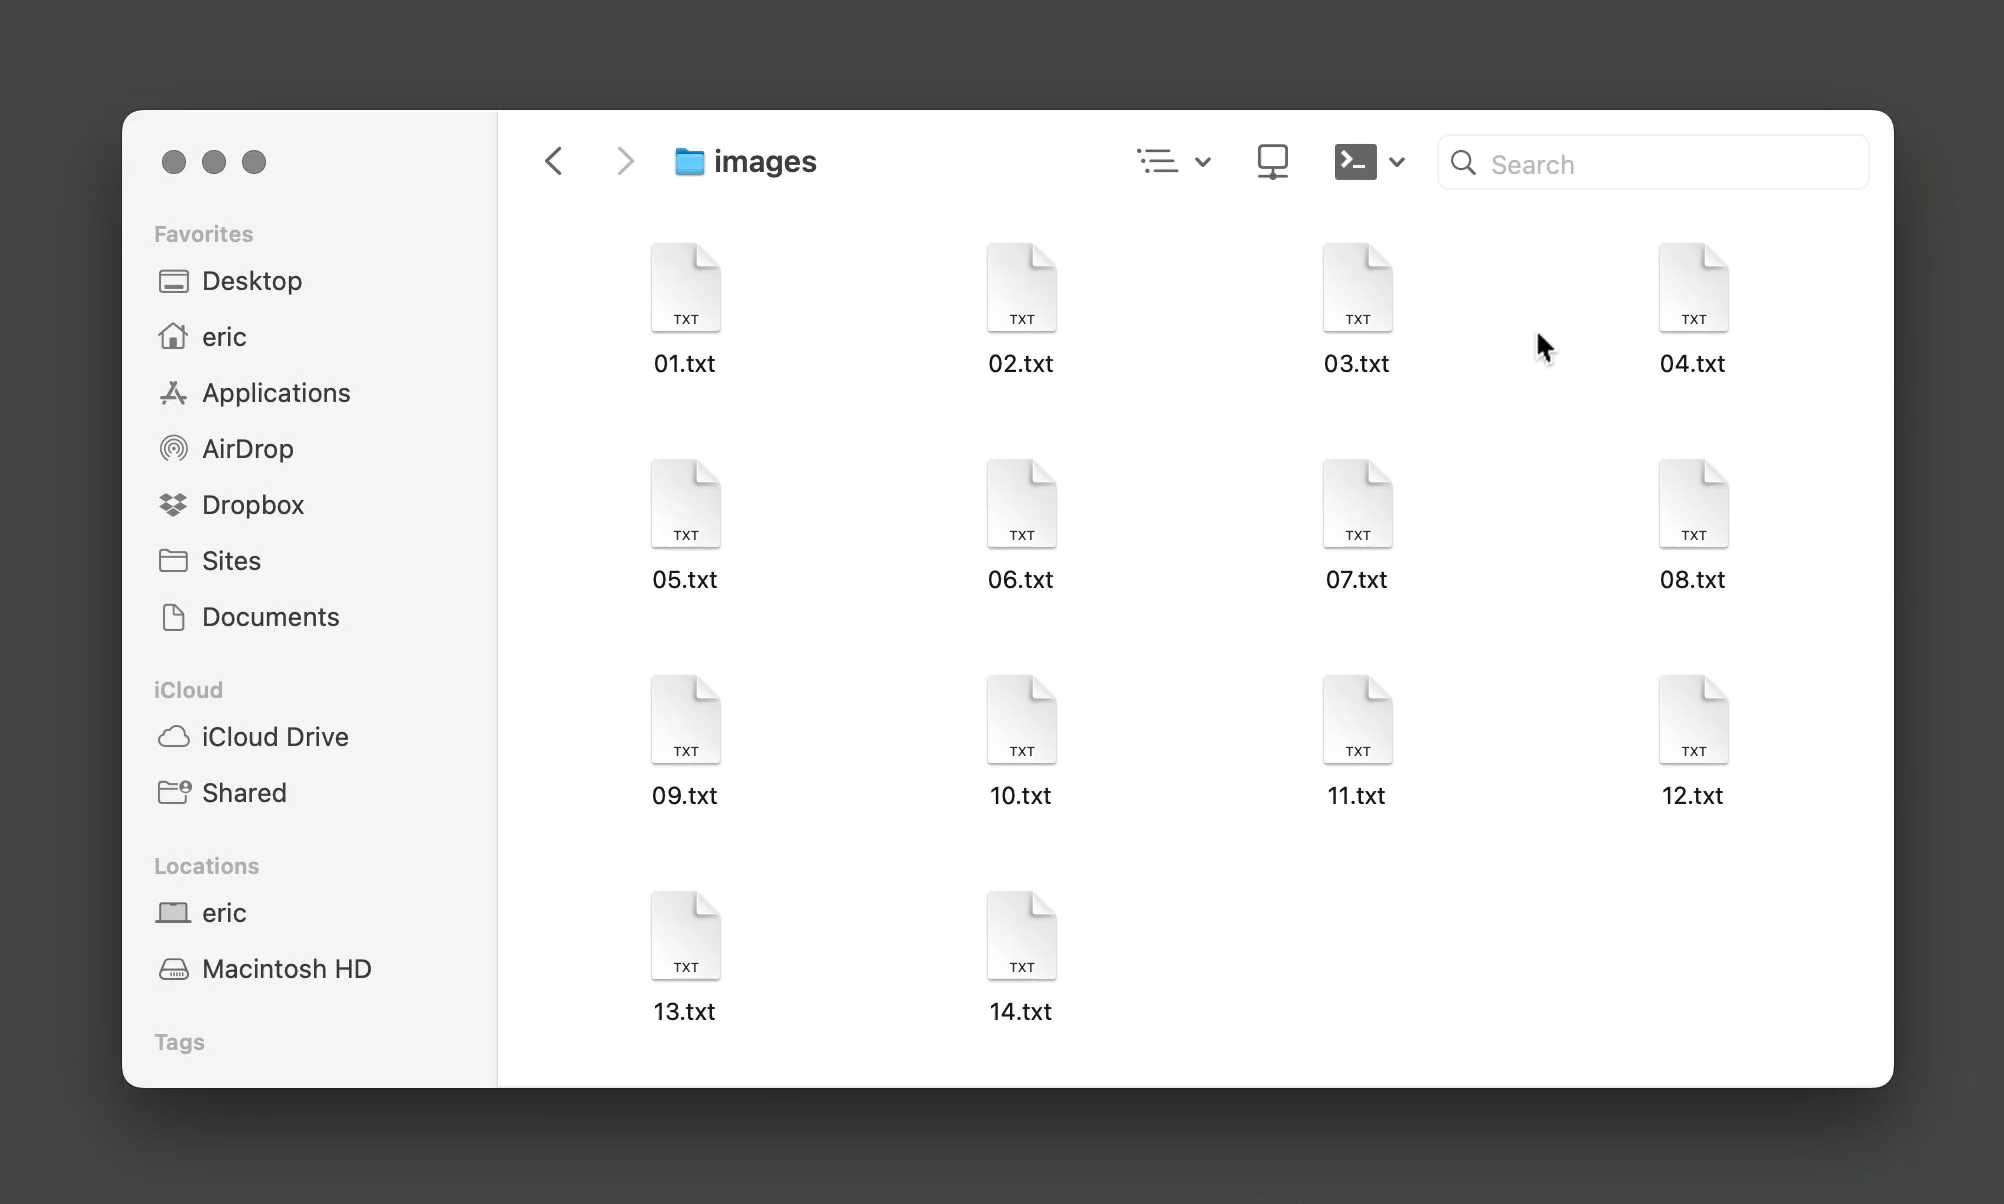 Favorites
Desktop
eric
Applications
AirDrop
Dropbox
Sites
Documents
iCloud
iCloud Drive
Shared
Locations
eric
Macintosh HD
Tags
images
Search
TXT TXT TXT TXT
01.txt 02.txt 03.txt 04.txt
TXT TXT TXT TXT
05.txt 06.txt 07.txt 08.txt
TXT TXT TXT TXT
09.txt 10.txt 11.txt 12.txt
TXT TXT
13.txt 14.txt